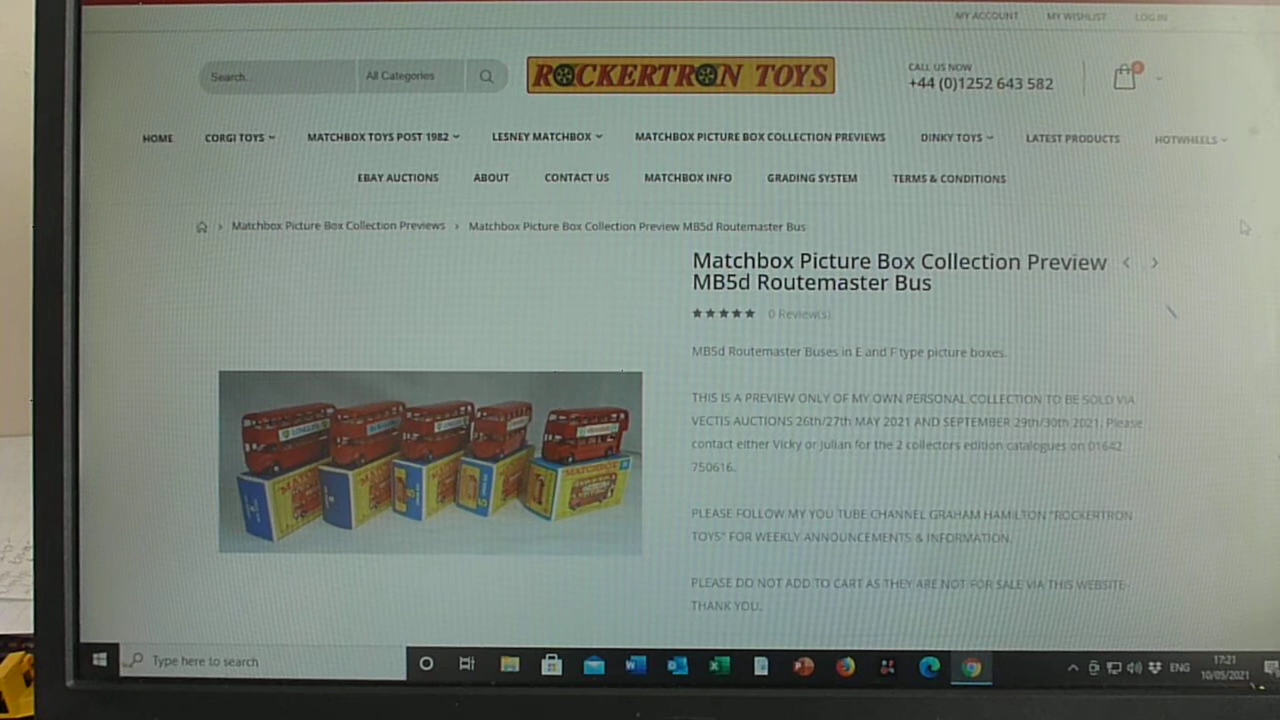 MY ACCOUNT MY WISHLIST LOG IN
Search... All Categories
ROCKERTRON TOYS
CALL US NOW
+44 (0)1252 643 582
0
HOME CORGI TOYS MATCHBOX TOYS POST 1982 LESNEY MATCHBOX MATCHBOX PICTURE BOX COLLECTION PREVIEWS DINKY TOYS LATEST PRODUCTS HOTWHEELS
EBAY AUCTIONS ABOUT CONTACT US MATCHBOX INFO GRADING SYSTEM TERMS & CONDITIONS
Matchbox Picture Box Collection Previews > Matchbox Picture Box Collection Preview MB5d Routemaster Bus
Matchbox Picture Box Collection Preview
MB5d Routemaster Bus
0 Review(s)
MB5d Routemaster Buses in E and F type picture boxes.
THIS IS A PREVIEW ONLY OF MY OWN PERSONAL COLLECTION TO BE SOLD VIA
VECTIS AUCTIONS 26th/27th MAY 2021 AND SEPTEMBER 29th/30th 2021. Please
contact either Vicky or Julian for the 2 collectors edition catalogues on 01642
750616.
PLEASE FOLLOW MY YOU TUBE CHANNEL GRAHAM HAMILTON "ROCKERTRON
TOYS" FOR WEEKLY ANNOUNCEMENTS & INFORMATION.
PLEASE DO NOT ADD TO CART AS THEY ARE NOT FOR SALE VIA THIS WEBSITE
THANK YOU.
MATCHBOX
Type here to search
ENG
17:21
10/05/2021